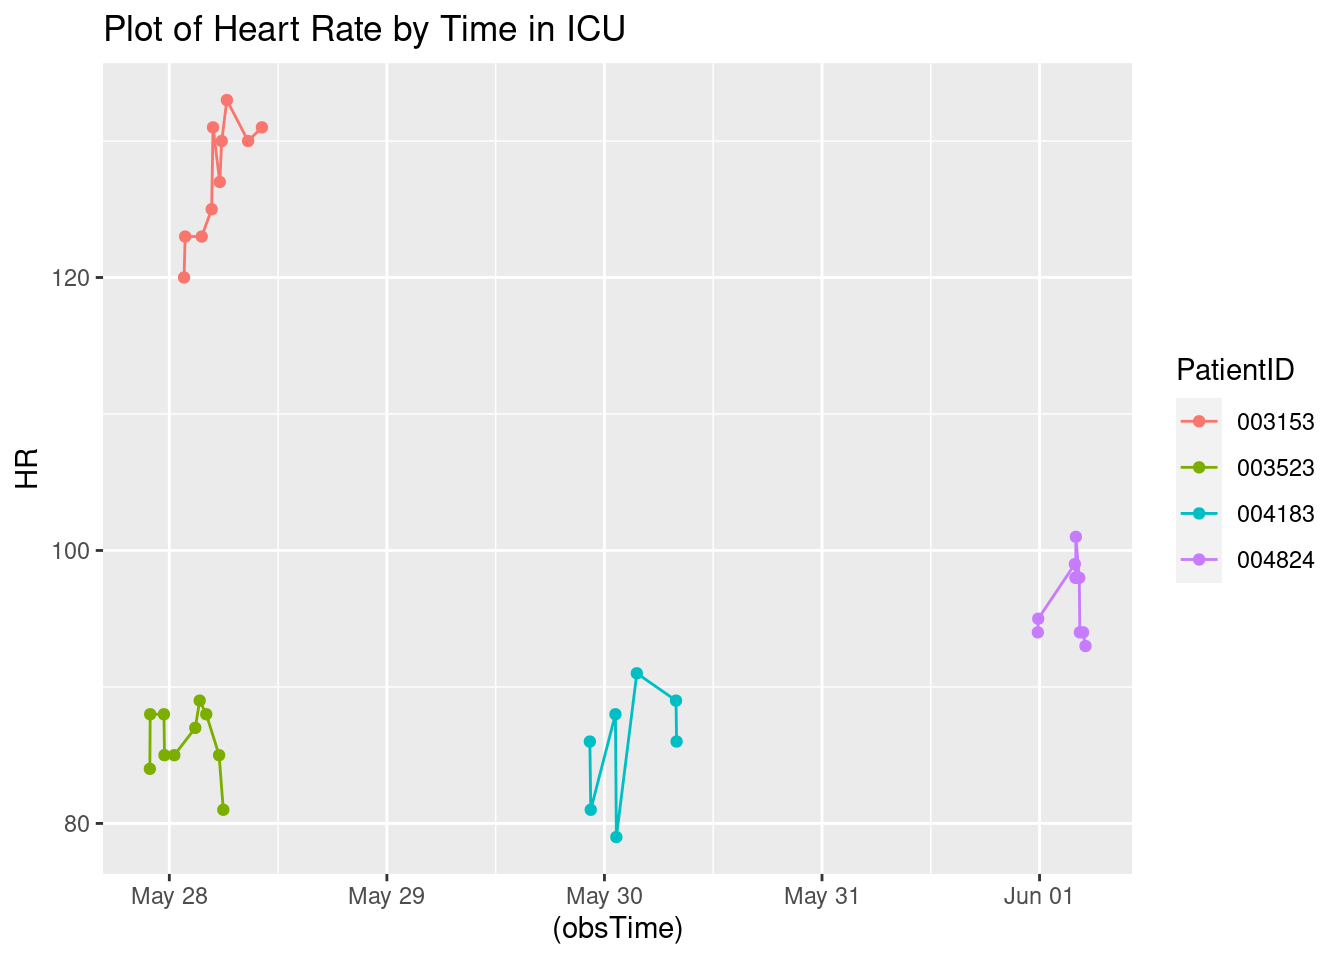 Plot of Heart Rate by Time in ICU
HR
120
100
80
May 28
May 29
May 30
May 31
Jun 01
(obsTime)
PatientID
003153
003523
004183
004824